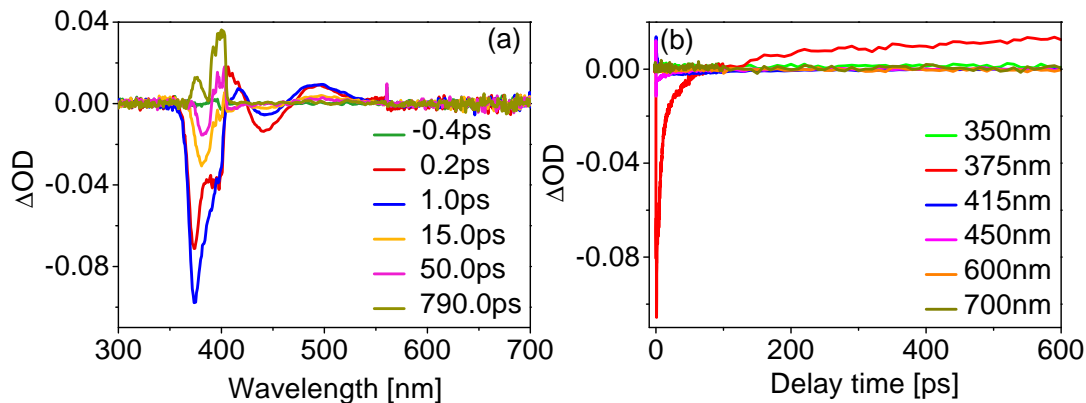 0.04
0.00
-0.04
-0.08
ΔOD
(a)
-0.4ps
0.2ps
1.0ps
15.0ps
50.0ps
790.0ps
300 400 500 600 700
Wavelength [nm]
0.00
-0.04
-0.08
ΔOD
(b)
350nm
375nm
415nm
450nm
600nm
700nm
0 200 400 600
Delay time [ps]